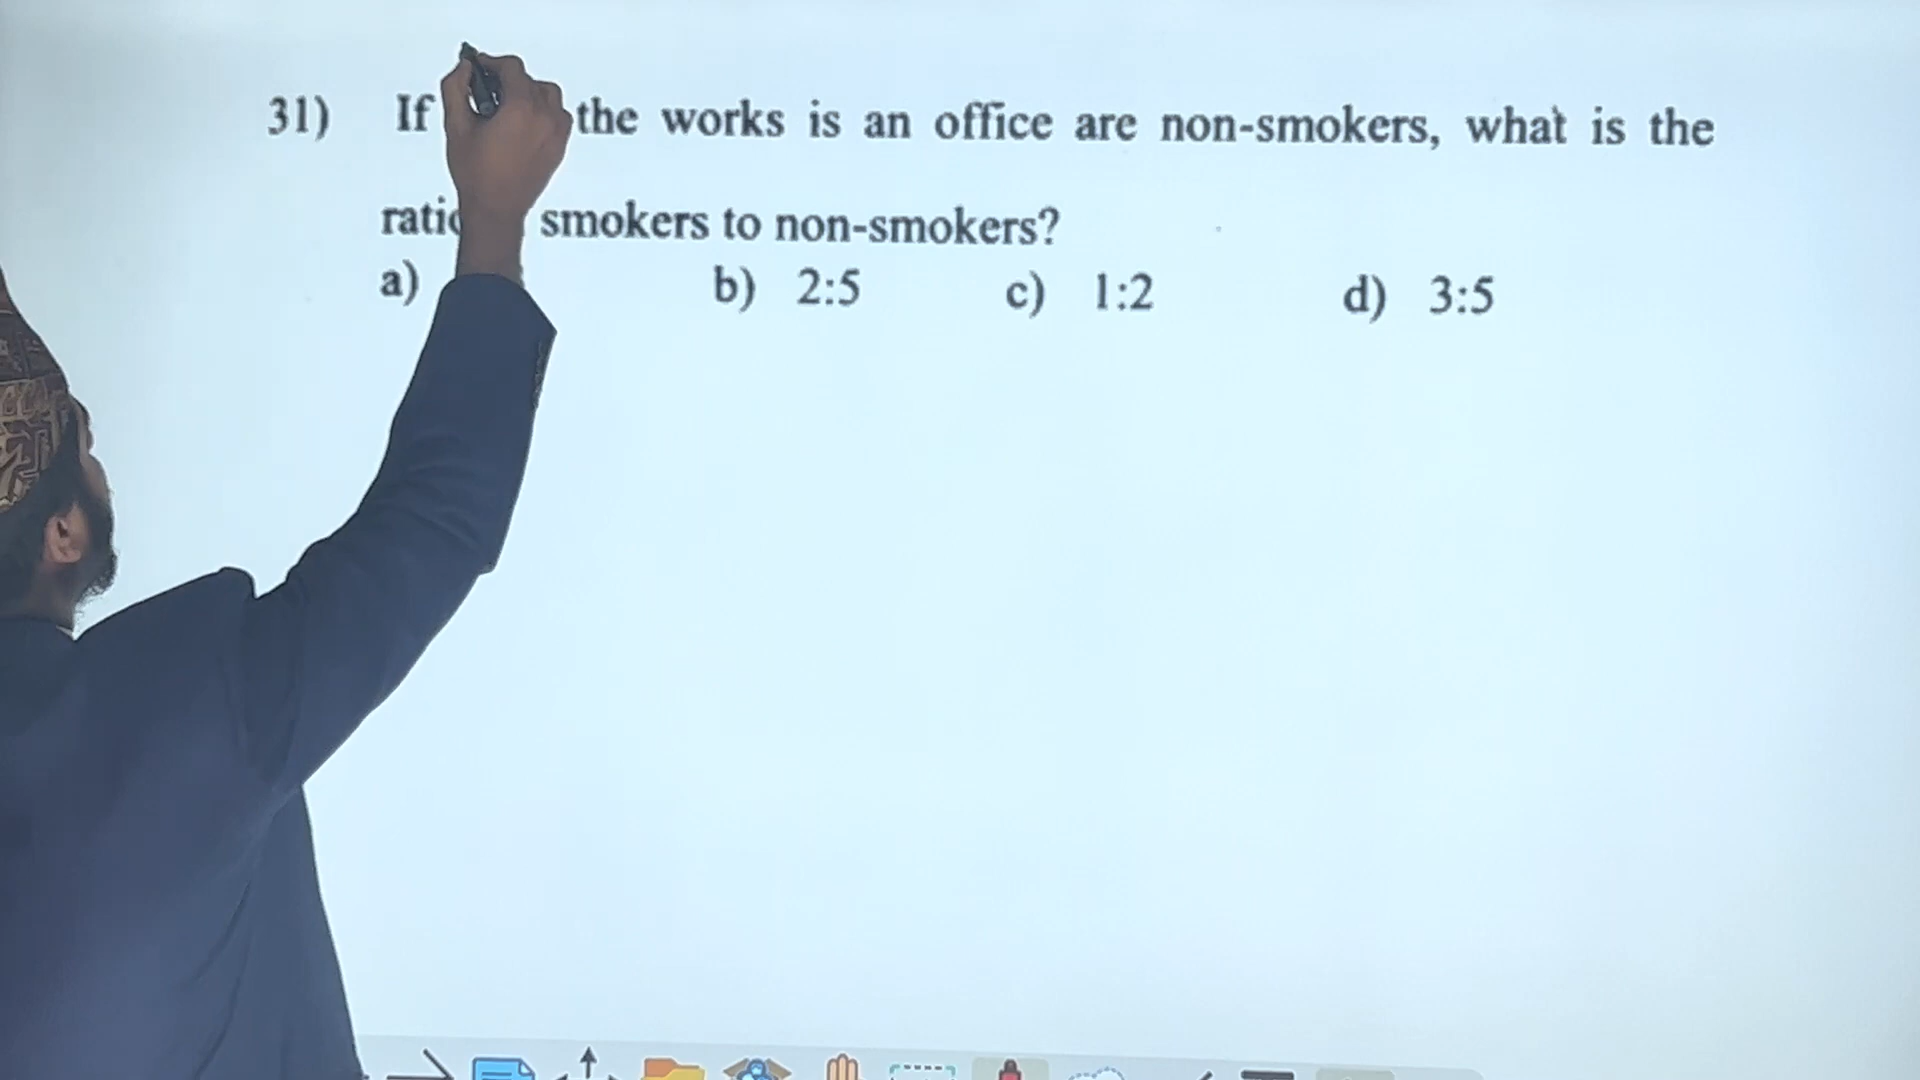 31) If the works is an office are non-smokers, what is the
smokers to non-smokers?
a) b) 2:5 c) 1:2 d) 3:5